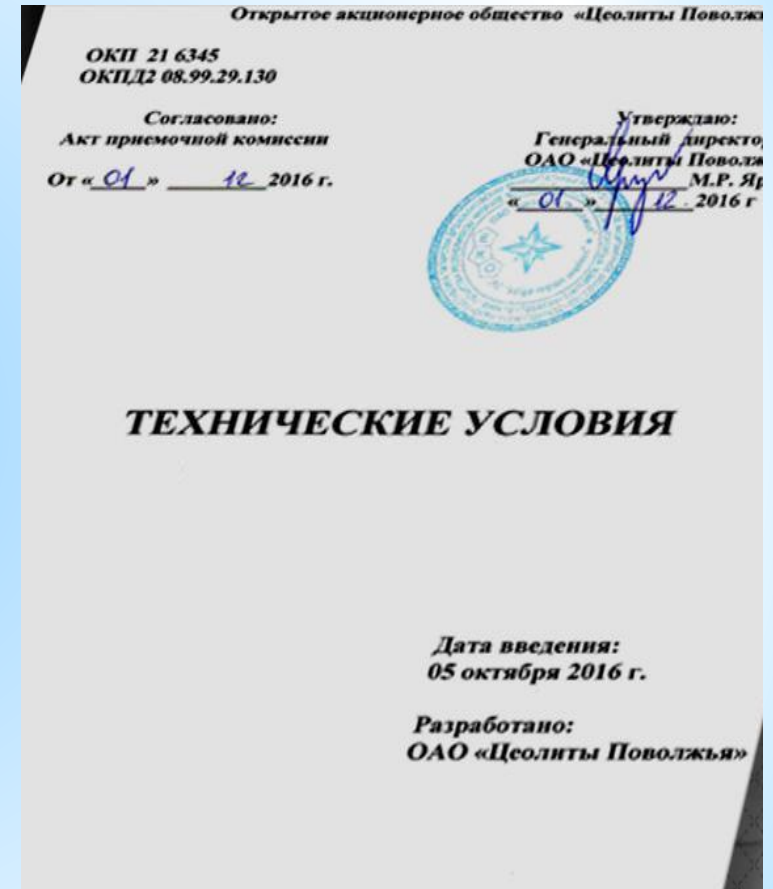 Открытое акционерное общество «Цеолиты Поволж
ОКП 21 6345
ОКПД2 08.99.29.130
Согласовано:
Акт приемочной комиссии
От « 01 » 12 2016 г.
Утверждаю:
Генеральный директо
ОАО «Цеолиты Поволж
М.Р. Яр
« 01 » 12 2016 г
ТЕХНИЧЕСКИЕ УСЛОВИЯ
Дата введения:
05 октября 2016 г.
Разработано:
ОАО «Цеолиты Поволжья»